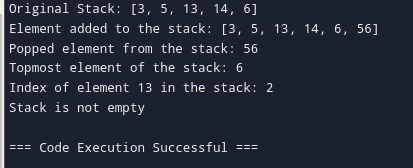 Original Stack: [3, 5, 13, 14, 6]
Element added to the stack: [3, 5, 13, 14, 6, 56]
Popped element from the stack: 56
Topmost element of the stack: 6
Index of element 13 in the stack: 2
Stack is not empty
=== Code Execution Successful ===